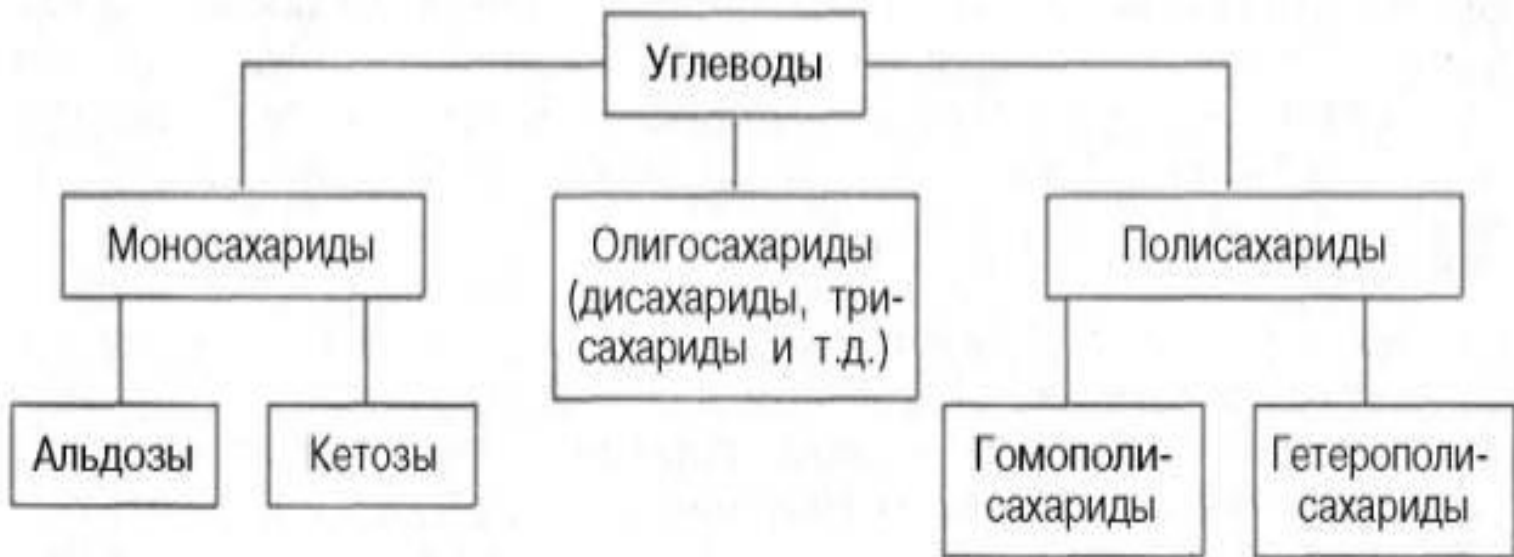 Углеводы
Моносахариды
Олигосахариды
(дисахариды, три-
сахариды и т.д.)
Полисахариды
Альдозы
Кетозы
Гомополи-
сахариды
Гетерополи-
сахариды